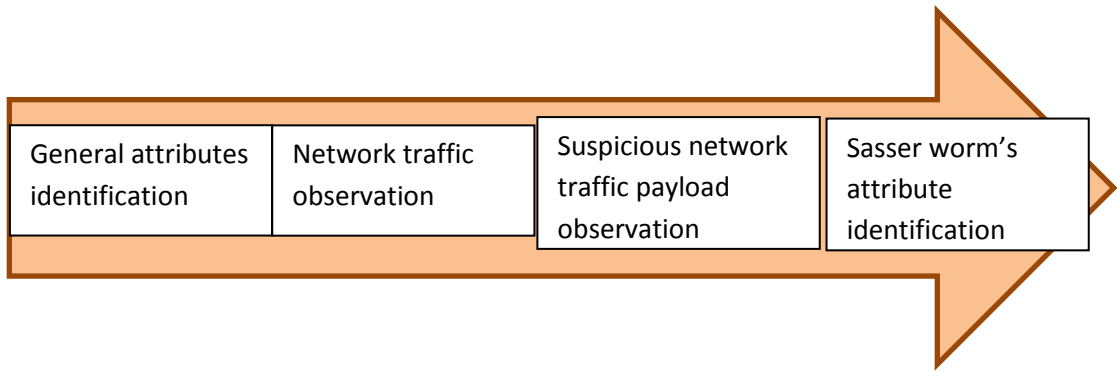 General attributes
identification
Network traffic
observation
Suspicious network
traffic payload
observation
Sasser worm’s
attribute
identification